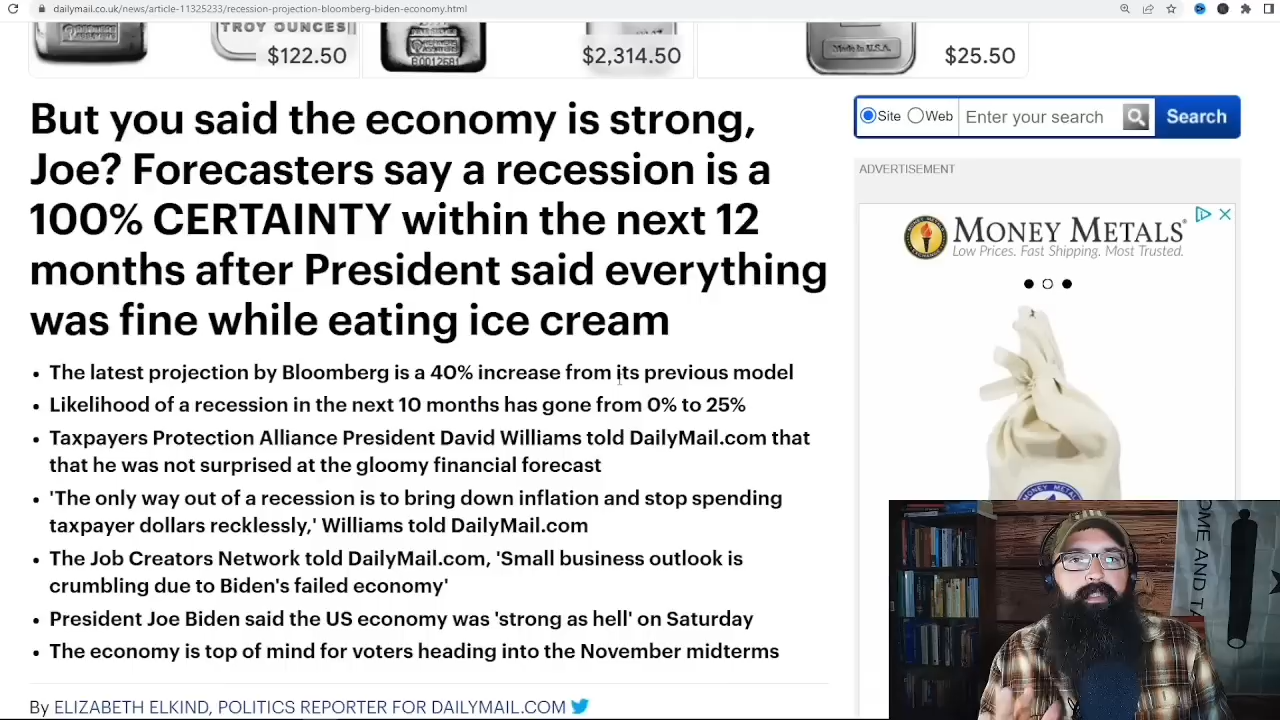 dailymail.co.uk/news/article-11325233/recession-projection-bloomberg-biden-economy.html
TROY OUNCES
$122.50
$2,314.50
Made in U.S.A.
$25.50
But you said the economy is strong,
Joe? Forecasters say a recession is a
100% CERTAINTY within the next 12
months after President said everything
was fine while eating ice cream
The latest projection by Bloomberg is a 40% increase from its previous model
Likelihood of a recession in the next 10 months has gone from 0% to 25%
Taxpayers Protection Alliance President David Williams told DailyMail.com that
that he was not surprised at the gloomy financial forecast
'The only way out of a recession is to bring down inflation and stop spending
taxpayer dollars recklessly,' Williams told DailyMail.com
The Job Creators Network told DailyMail.com, 'Small business outlook is
crumbling due to Biden's failed economy'
President Joe Biden said the US economy was 'strong as hell' on Saturday
The economy is top of mind for voters heading into the November midterms
By ELIZABETH ELKIND, POLITICS REPORTER FOR DAILYMAIL.COM
Site Web Enter your search Search
ADVERTISEMENT
MONEY METALS
Low Prices. Fast Shipping. Most Trusted.
OME AND TA